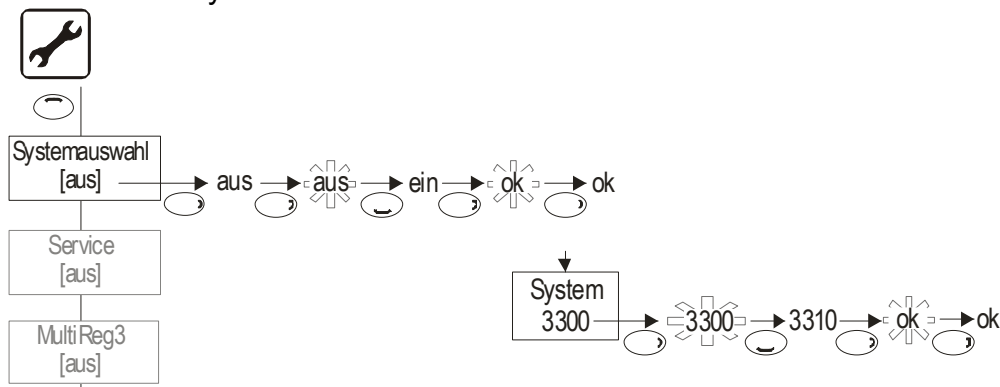 Systemauswahl
[aus]
aus aus ein ok ok
Service
[aus]
System
3300 3300 3310 ok ok
MultiReg3
[aus]